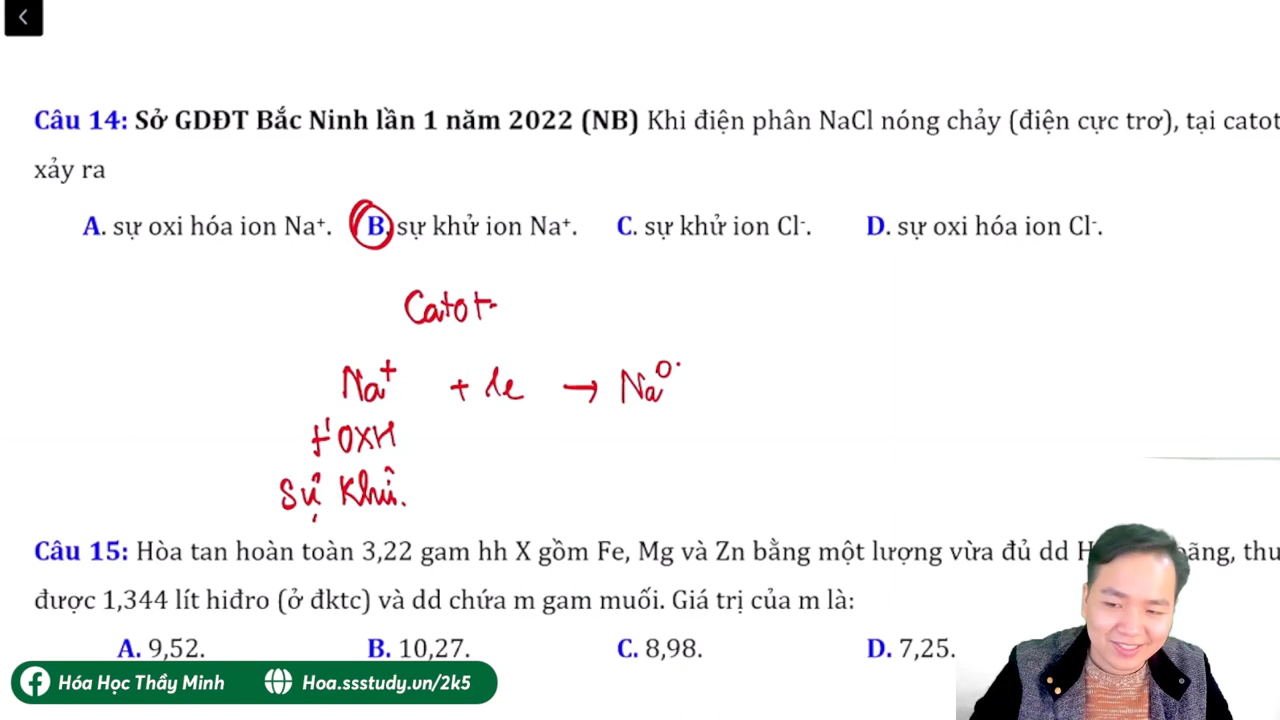 Câu 14: Sở GDĐT Bắc Ninh lần 1 năm 2022 (NB) Khi điện phân NaCl nóng chảy (điện cực trơ), tại catot
xảy ra
A. sự oxi hóa ion Na⁺. B. sự khử ion Na⁺. C. sự khử ion Cl⁻. D. sự oxi hóa ion Cl⁻.
Catot
Na⁺ + 1e → Na⁰
OXH
Sự khử.
Câu 15: Hòa tan hoàn toàn 3,22 gam hh X gồm Fe, Mg và Zn bằng một lượng vừa đủ dd thu
được 1,344 lít hiđro (ở đktc) và dd chứa m gam muối. Giá trị của m là:
A. 9,52. B. 10,27. C. 8,98. D. 7,25.
Hóa Học Thầy Minh Hoa.ssstudy.vn/2k5